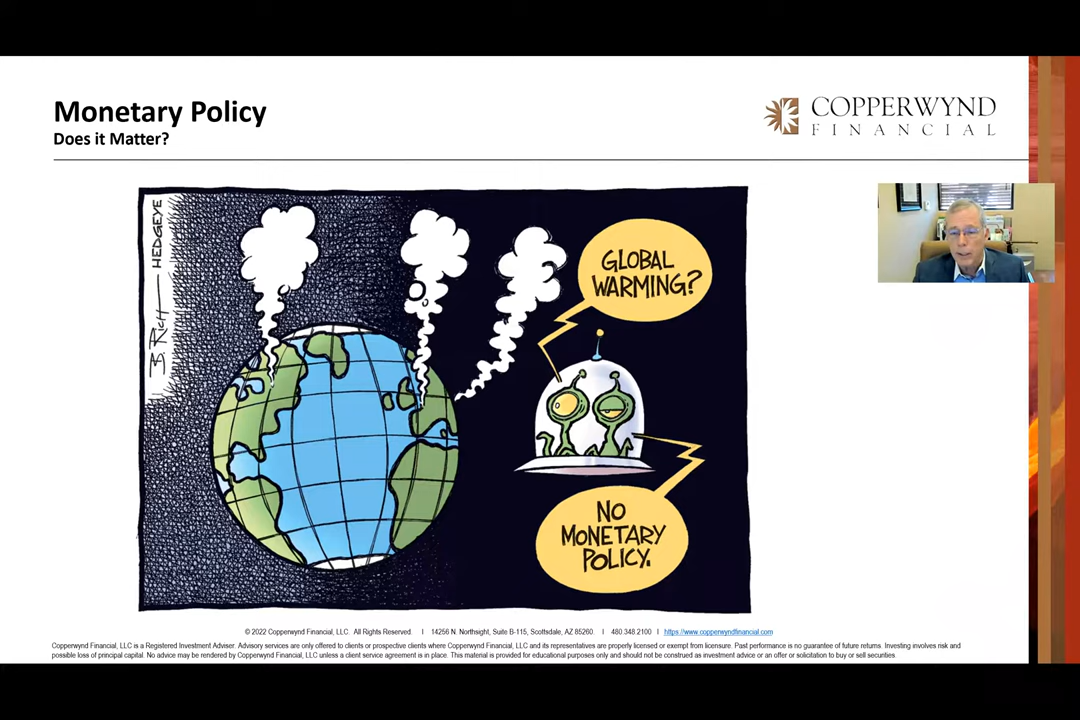 Monetary Policy
Does it Matter?
COPPERWYND
FINANCIAL
B. RICH — HEDGEYE
GLOBAL
WARMING?
NO
MONETARY
POLICY.
© 2022 Copperwynd Financial, LLC. All Rights Reserved. | 14256 N. Northsight, Suite B-115, Scottsdale, AZ 85260. | 480.348.2100 | https://www.copperwyndfinancial.com
Copperwynd Financial, LLC is a Registered Investment Adviser. Advisory services are only offered to clients or prospective clients where Copperwynd Financial, LLC and its representatives are properly licensed or exempt from licensure. Past performance is no guarantee of future returns. Investing involves risk and
possible loss of principal capital. No advice may be rendered by Copperwynd Financial, LLC unless a client service agreement is in place. This material is provided for educational purposes only and should not be construed as investment advice or an offer or solicitation to buy or sell securities.